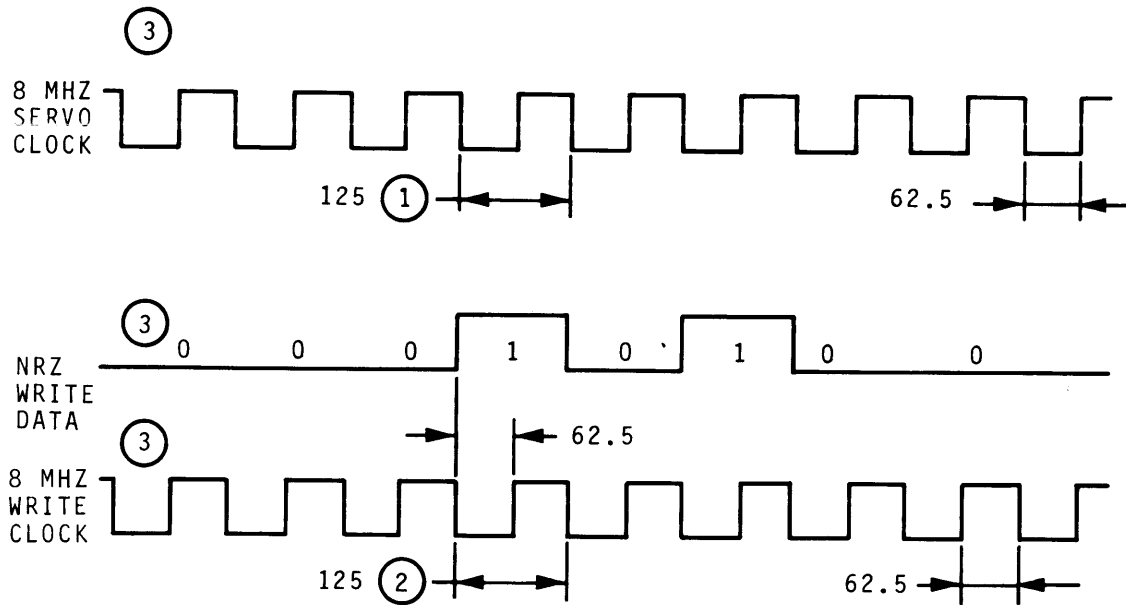 3
8 MHZ
SERVO
CLOCK
125 1
62.5
3
0 0 0 1 0 1 0 0
NRZ
WRITE
DATA
62.5
3
8 MHZ
WRITE
CLOCK
125 2
62.5